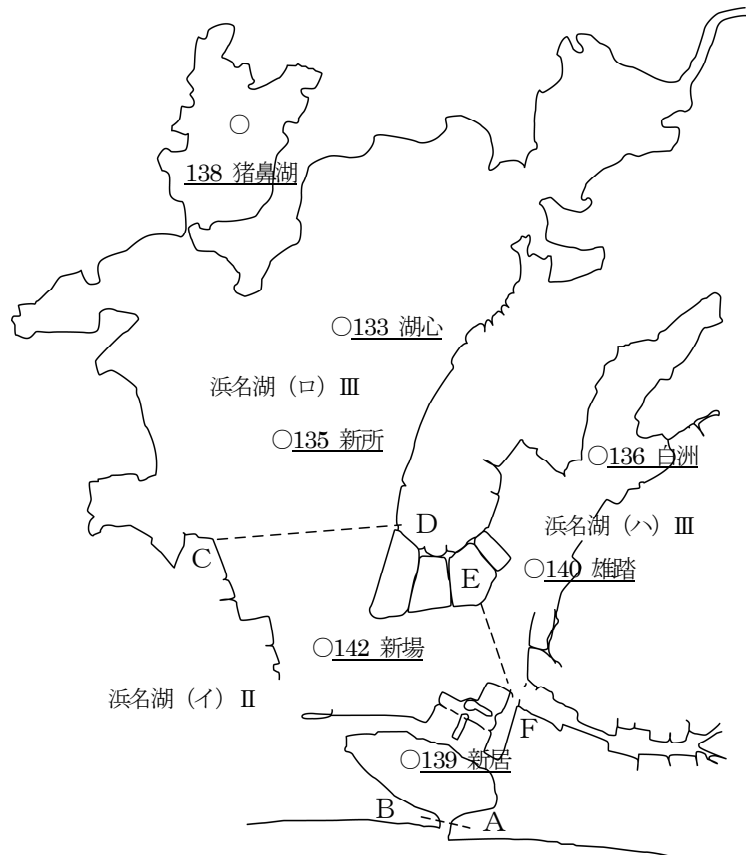 138 猪鼻湖
○133 湖心
浜名湖（ロ）Ⅲ
○135 新所
○136 白洲
浜名湖（ハ）Ⅲ
D
C
E
○140 雄踏
○142 新場
浜名湖（イ）Ⅱ
F
○139 新居
B
A